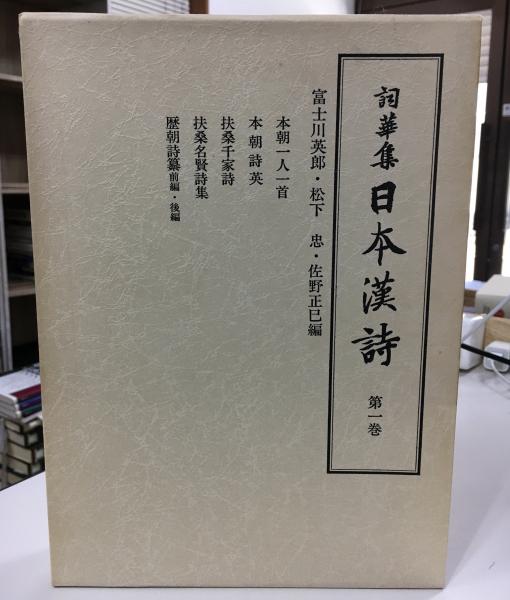 詞華集 日本漢詩 第一巻
富士川英郎・松下 忠・佐野正巳編
本朝一人一首
本朝詩英
扶桑千家詩
扶桑名賢詩集
歴朝詩纂 前編・後編